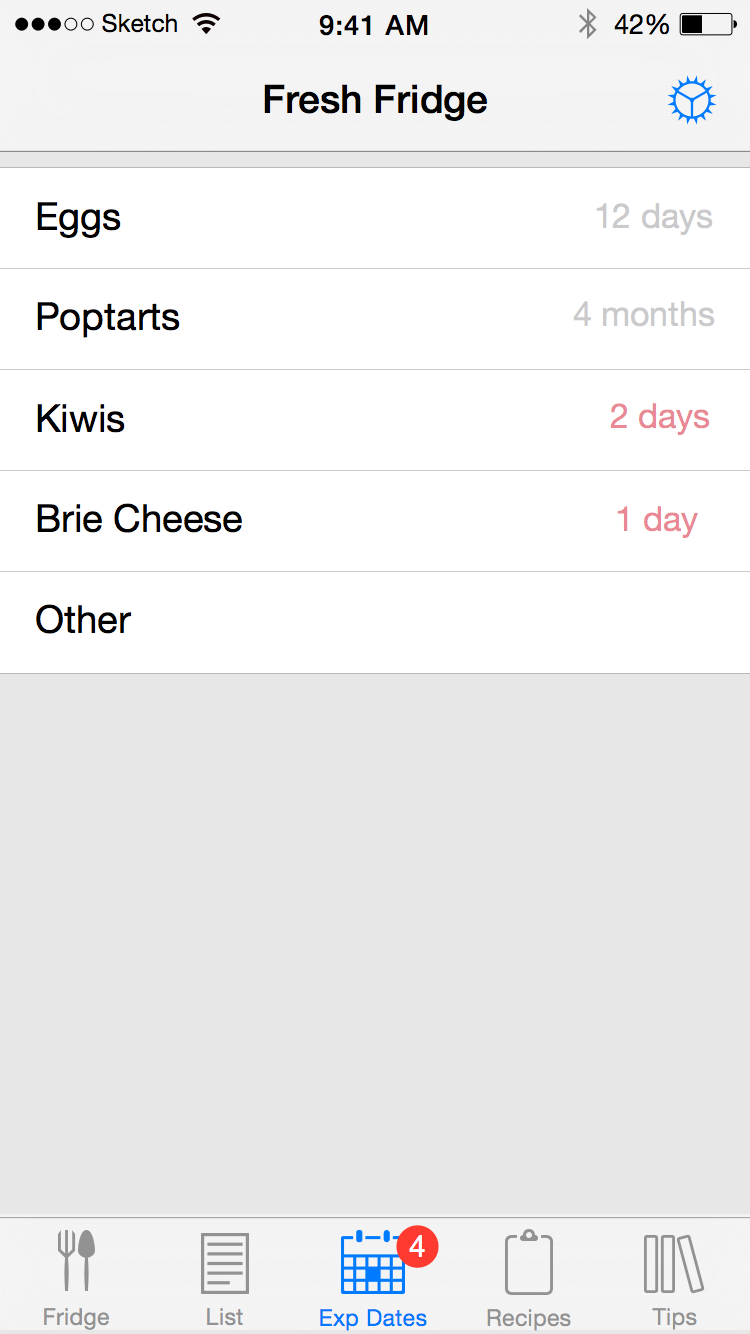 Sketch 9:41 AM 42%
Fresh Fridge
Eggs 12 days
Poptarts 4 months
Kiwis 2 days
Brie Cheese 1 day
Other
4
Fridge List Exp Dates Recipes Tips